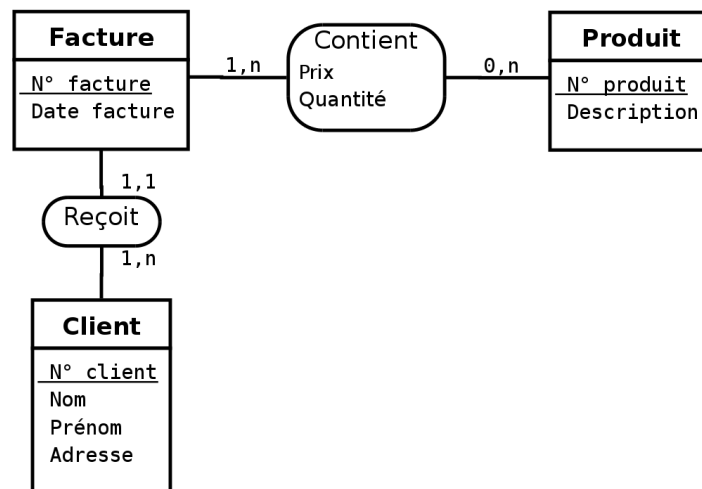 Facture
N° facture
Date facture
1,n
Contient
Prix
Quantité
0,n
Produit
N° produit
Description
1,1
Reçoit
1,n
Client
N° client
Nom
Prénom
Adresse